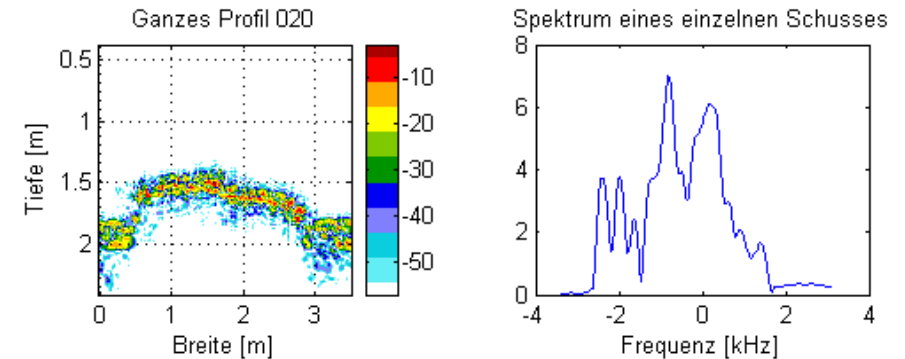 Ganzes Profil 020
0.5
1
1.5
2
Tiefe [m]
0 1 2 3
Breite [m]
-10
-20
-30
-40
-50
Spektrum eines einzelnen Schusses
8
6
4
2
0
-4 -2 0 2 4
Frequenz [kHz]